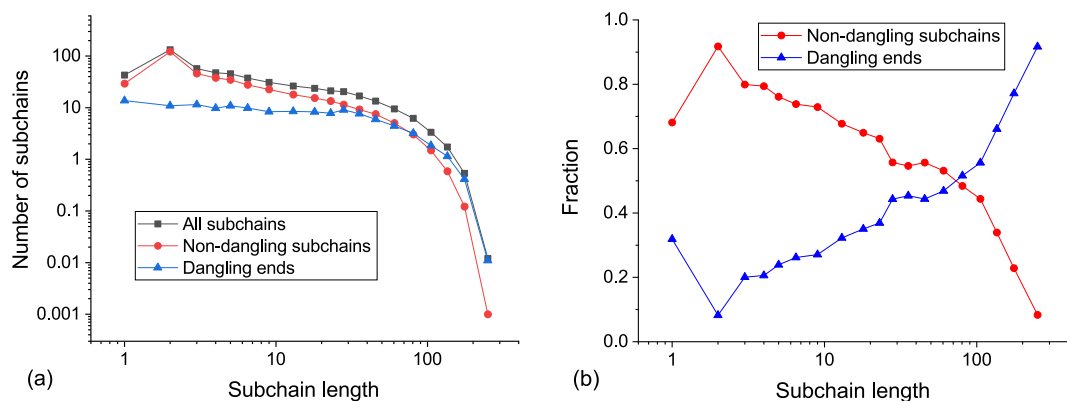 100
10
1
0.1
0.01
0.001
Number of subchains
All subchains
Non-dangling subchains
Dangling ends
1
10
100
Subchain length
(a)
1.0
0.8
0.6
0.4
0.2
0.0
Fraction
Non-dangling subchains
Dangling ends
1
10
100
Subchain length
(b)